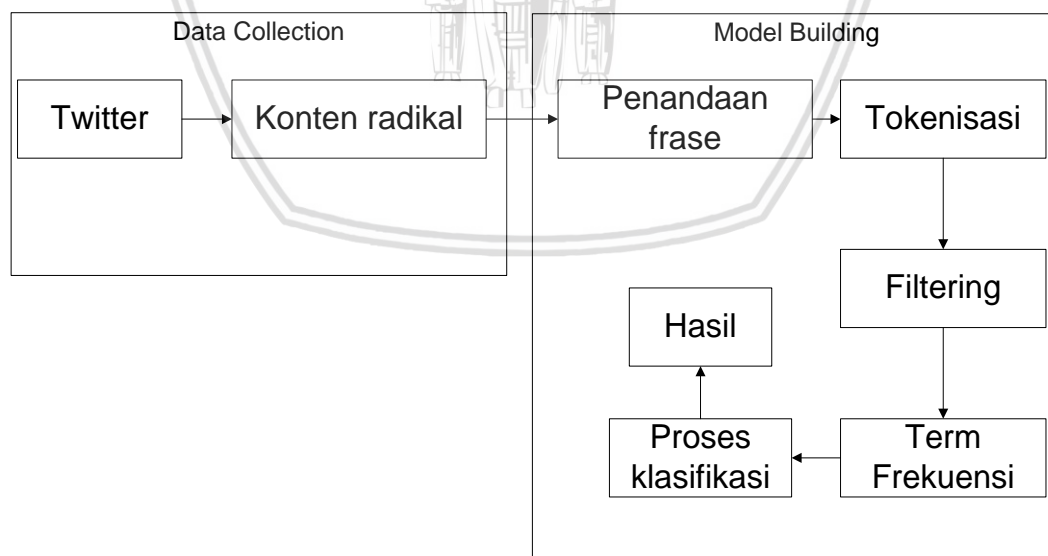 Data Collection
Twitter
Konten radikal
Model Building
Penandaan
frase
Tokenisasi
Filtering
Term
Frekuensi
Proses
klasifikasi
Hasil